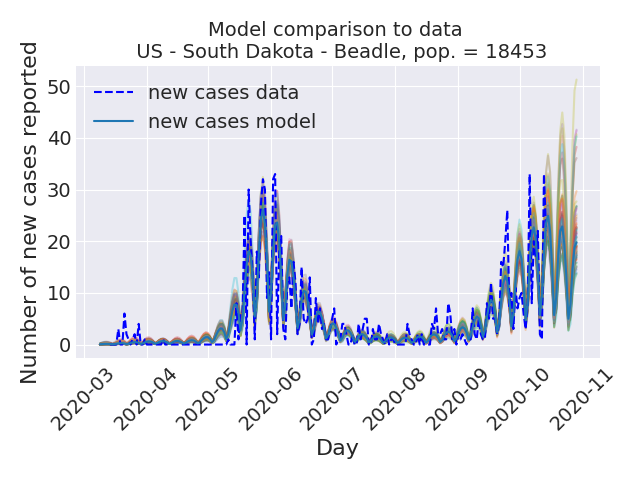 Model comparison to data
US - South Dakota - Beadle, pop. = 18453
Number of new cases reported
50
40
30
20
10
0
new cases data
new cases model
2020-03
2020-04
2020-05
2020-06
2020-07
2020-08
2020-09
2020-10
2020-11
Day